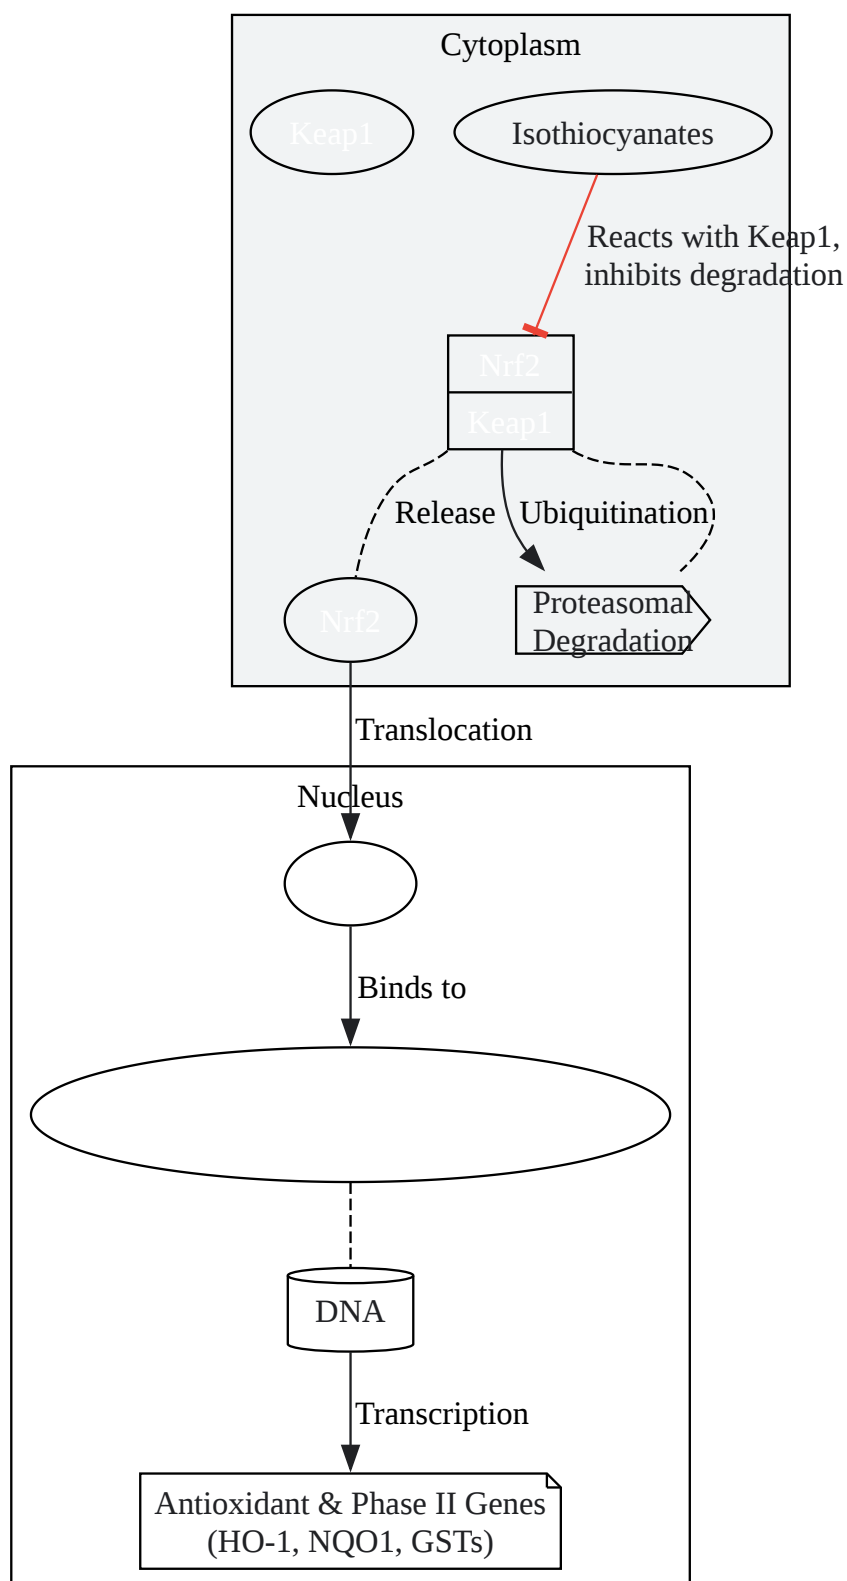 Cytoplasm
Keap1
Isothiocyanates
Reacts with Keap1,
inhibits degradation
Nrf2
Keap1
Release
Ubiquitination
Nrf2
Proteasomal
Degradation
Translocation
Nucleus
Binds to
DNA
Transcription
Antioxidant & Phase II Genes
(HO-1, NQO1, GSTs)